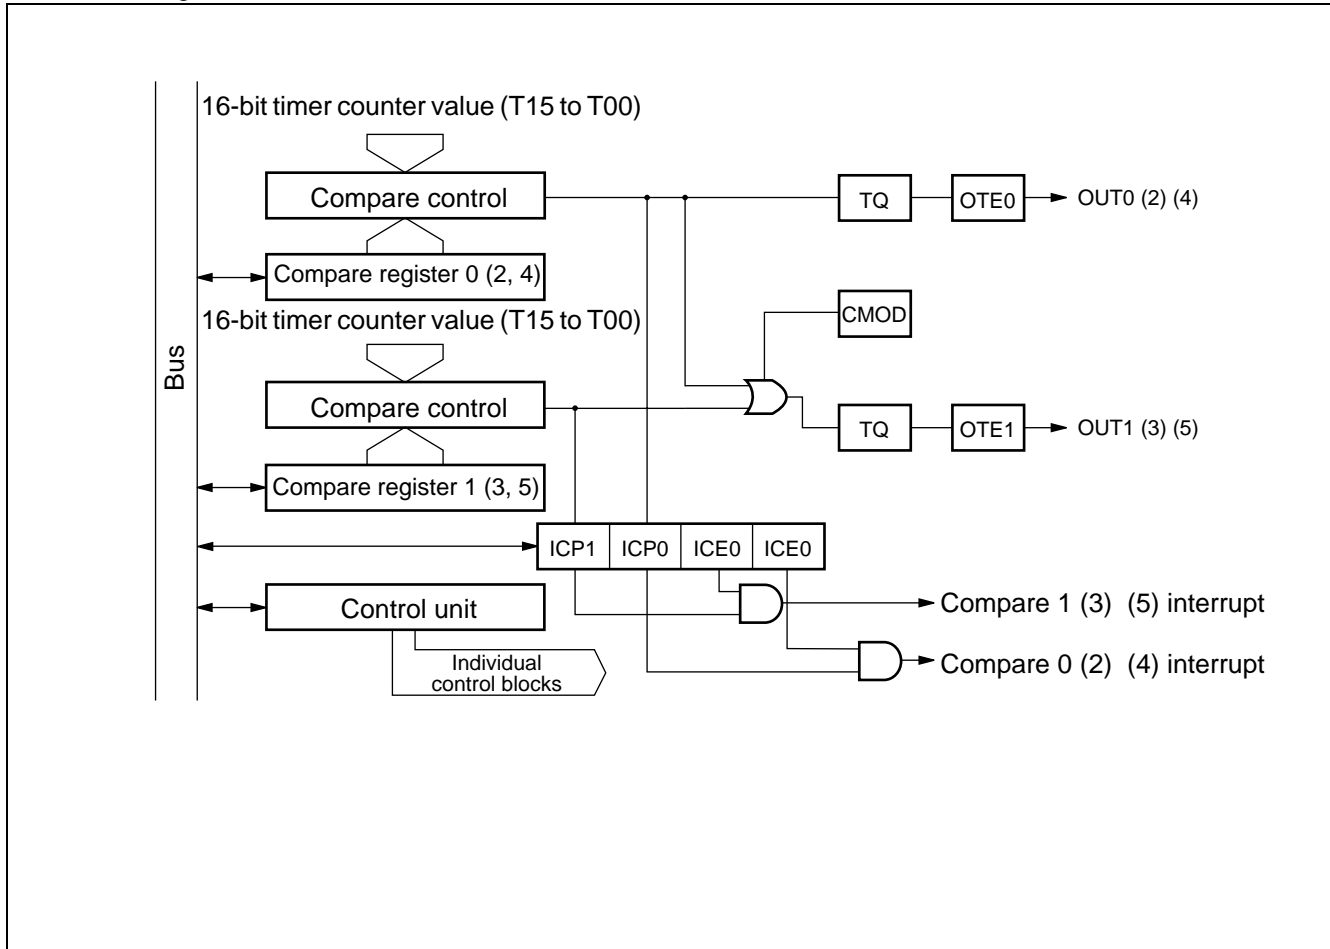 16-bit timer counter value (T15 to T00)
Compare control
TQ
OTE0
OUT0 (2) (4)
Compare register 0 (2, 4)
CMOD
16-bit timer counter value (T15 to T00)
Bus
Compare control
TQ
OTE1
OUT1 (3) (5)
Compare register 1 (3, 5)
ICP1
ICP0
ICE0
ICE0
Control unit
Compare 1 (3) (5) interrupt
Individual
control blocks
Compare 0 (2) (4) interrupt